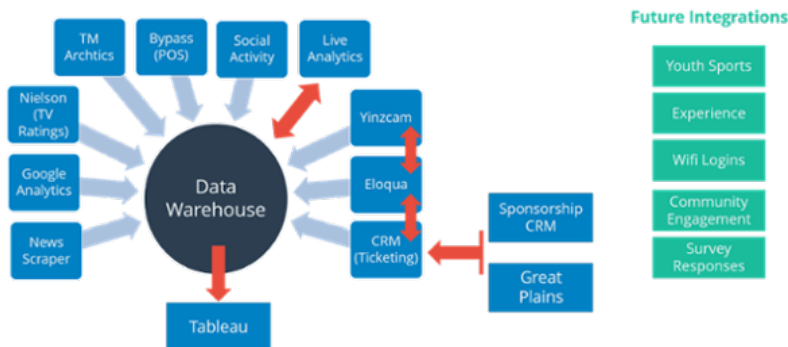 Future Integrations
TM
Archtics
Bypass
(POS)
Social
Activity
Live
Analytics
Nielson
(TV
Ratings)
Google
Analytics
News
Scraper
Data
Warehouse
Yinzcam
Eloqua
CRM
(Ticketing)
Sponsorship
CRM
Great
Plains
Tableau
Youth Sports
Experience
Wifi Logins
Community
Engagement
Survey
Responses